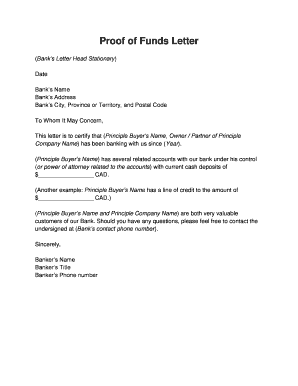 Proof of Funds Letter
(Bank's Letter Head Stationary)
Date
Bank's Name
Bank's Address
Bank's City, Province or Territory, and Postal Code
To Whom It May Concern,
This letter is to certify that (Principle Buyer's Name, Owner / Partner of Principle
Company Name) has been banking with us since (Year).
(Principle Buyer's Name) has several related accounts with our bank under his control
(or power of attorney related to the accounts) with current cash deposits of
$__________________ CAD.
(Another example: Principle Buyer's Name has a line of credit to the amount of
$__________________ CAD.)
(Principle Buyer's Name and Principle Company Name) are both very valuable
customers of our Bank. Should you have any questions, please feel free to contact the
undersigned at (Bank's contact phone number).
Sincerely,
Banker's Name
Banker's Title
Banker's Phone number